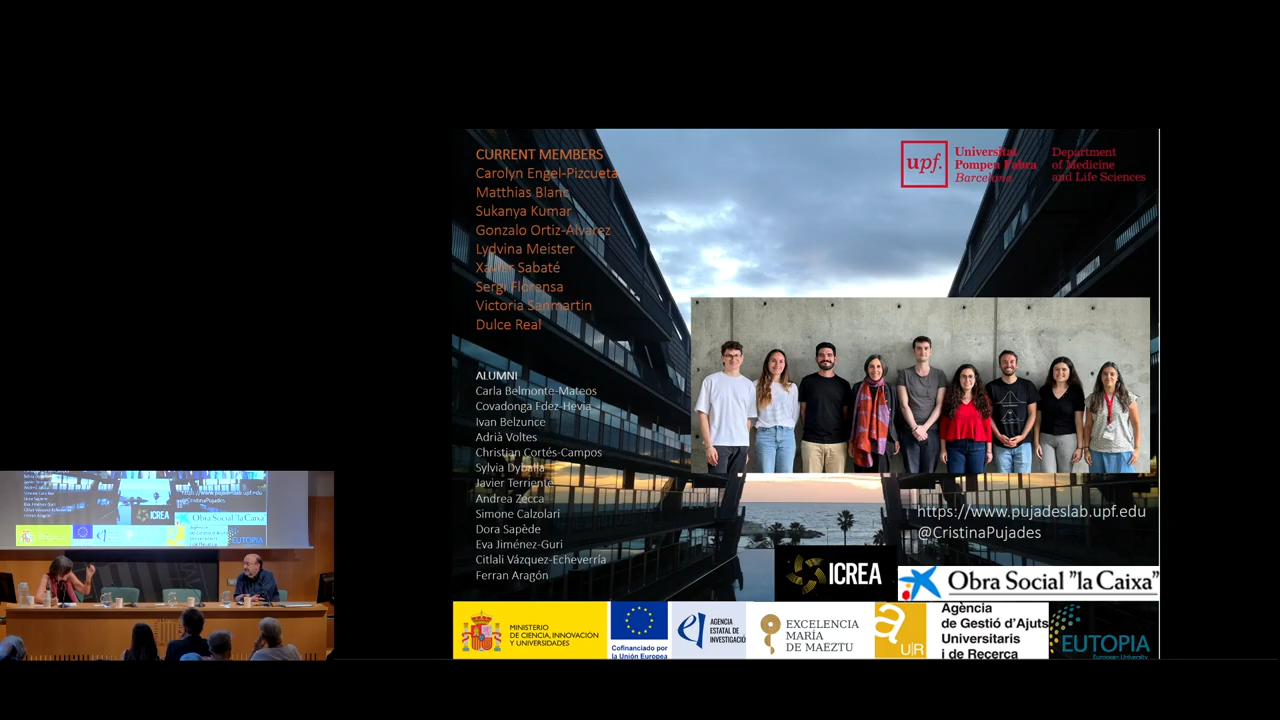 CURRENT MEMBERS
Carolyn Engel-Pizcueta
Matthias Blanc
Sukanya Kumar
Gonzalo Ortiz-Álvarez
Lydvina Meister
Xavier Sabaté
Sergi Florensa
Victoria Sanmartin
Dulce Real
ALUMNI
Carla Belmonte-Mateos
Covadonga Fdez-Hevia
Ivan Belzunce
Adrià Voltes
Christian Cortés-Campos
Sylvia Dyballa
Javier Terriente
Andrea Zecca
Simone Calzolari
Dora Sapède
Eva Jiménez-Guri
Citlali Vázquez-Echeverría
Ferran Aragón
upf.
Universitat
Pompeu Fabra
Barcelona
Department
of Medicine
and Life Sciences
https://www.pujadeslab.upf.edu
@CristinaPujades
ICREA
Obra Social "la Caixa"
MINISTERIO
DE CIENCIA, INNOVACIÓN
Y UNIVERSIDADES
Cofinanciado por
la Unión Europea
AGENCIA
ESTATAL DE
INVESTIGACIÓN
EXCELENCIA
MARÍA
DE MAEZTU
Agència
de Gestió d'Ajuts
Universitaris
i de Recerca
EUTOPIA
European University